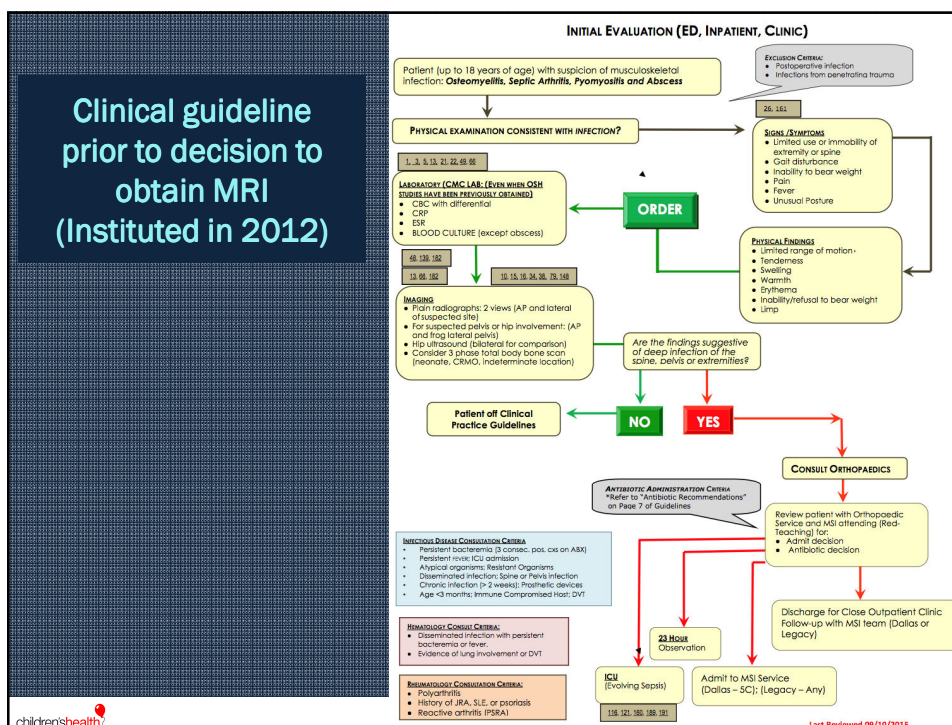 Clinical guideline
prior to decision to
obtain MRI
(Instituted in 2012)
INITIAL EVALUATION (ED, INPATIENT, CLINIC)
Patient (up to 18 years of age) with suspicion of musculoskeletal
infection: Osteomyelitis, Septic Arthritis, Pyomyositis and Abscess
EXCLUSION CRITERIA:
• Postoperative infection
• Infections from penetrating trauma
PHYSICAL EXAMINATION CONSISTENT WITH INFECTION?
26, 161
SIGNS /SYMPTOMS
• Limited use or immobility of
extremity or spine
• Gait disturbance
• Inability to bear weight
• Pain
• Fever
• Unusual Posture
1, 3, 5, 13, 21, 22, 49, 66
LABORATORY (CMC LAB: (EVEN WHEN OSH
STUDIES HAVE BEEN PREVIOUSLY OBTAINED)
• CBC with differential
• CRP
• ESR
• BLOOD CULTURE (except abscess)
ORDER
PHYSICAL FINDINGS
• Limited range of motion
• Tenderness
• Swelling
• Warmth
• Erythema
• Inability/refusal to bear weight
• Limp
48, 139, 182
13, 66, 182
10, 15, 16, 34, 38, 79, 148
IMAGING
• Plain radiographs: 2 views (AP and lateral
of suspected site)
• For suspected pelvis or hip involvement: (AP
and frog lateral pelvis)
• Hip ultrasound (bilateral for comparison)
• Consider 3 phase total body bone scan
(neonate, CRMO, indeterminate location)
Are the findings suggestive
of deep infection of the
spine, pelvis or extremities?
Patient off Clinical
Practice Guidelines
NO
YES
CONSULT ORTHOPAEDICS
ANTIBIOTIC ADMINISTRATION CRITERIA
*Refer to "Antibiotic Recommendations"
on Page 7 of Guidelines
Review patient with Orthopaedic
Service and MSI attending (Red-
Teaching) for:
• Admit decision
• Antibiotic decision
INFECTIOUS DISEASE CONSULTATION CRITERIA
• Persistent bacteremia (3 consec. pos. cxs on ABX)
• Persistent FEVER; ICU admission
• Atypical organisms; Resistant Organisms
• Disseminated infection; Spine or Pelvis infection
• Chronic infection (> 2 weeks); Prosthetic devices
• Age <3 months; Immune Compromised Host; DVT
Discharge for Close Outpatient Clinic
Follow-up with MSI team (Dallas or
Legacy)
HEMATOLOGY CONSULT CRITERIA:
• Disseminated infection with persistent
bacteremia or fever.
• Evidence of lung involvement or DVT
23 HOUR
Observation
ICU
(Evolving Sepsis)
Admit to MSI Service
(Dallas – 5C); (Legacy – Any)
RHEUMATOLOGY CONSULTATION CRITERIA:
• Polyarthritis
• History of JRA, SLE, or psoriasis
• Reactive arthritis (PSRA)
116, 121, 180, 189, 191
children'shealth
Last Reviewed 09/10/2015